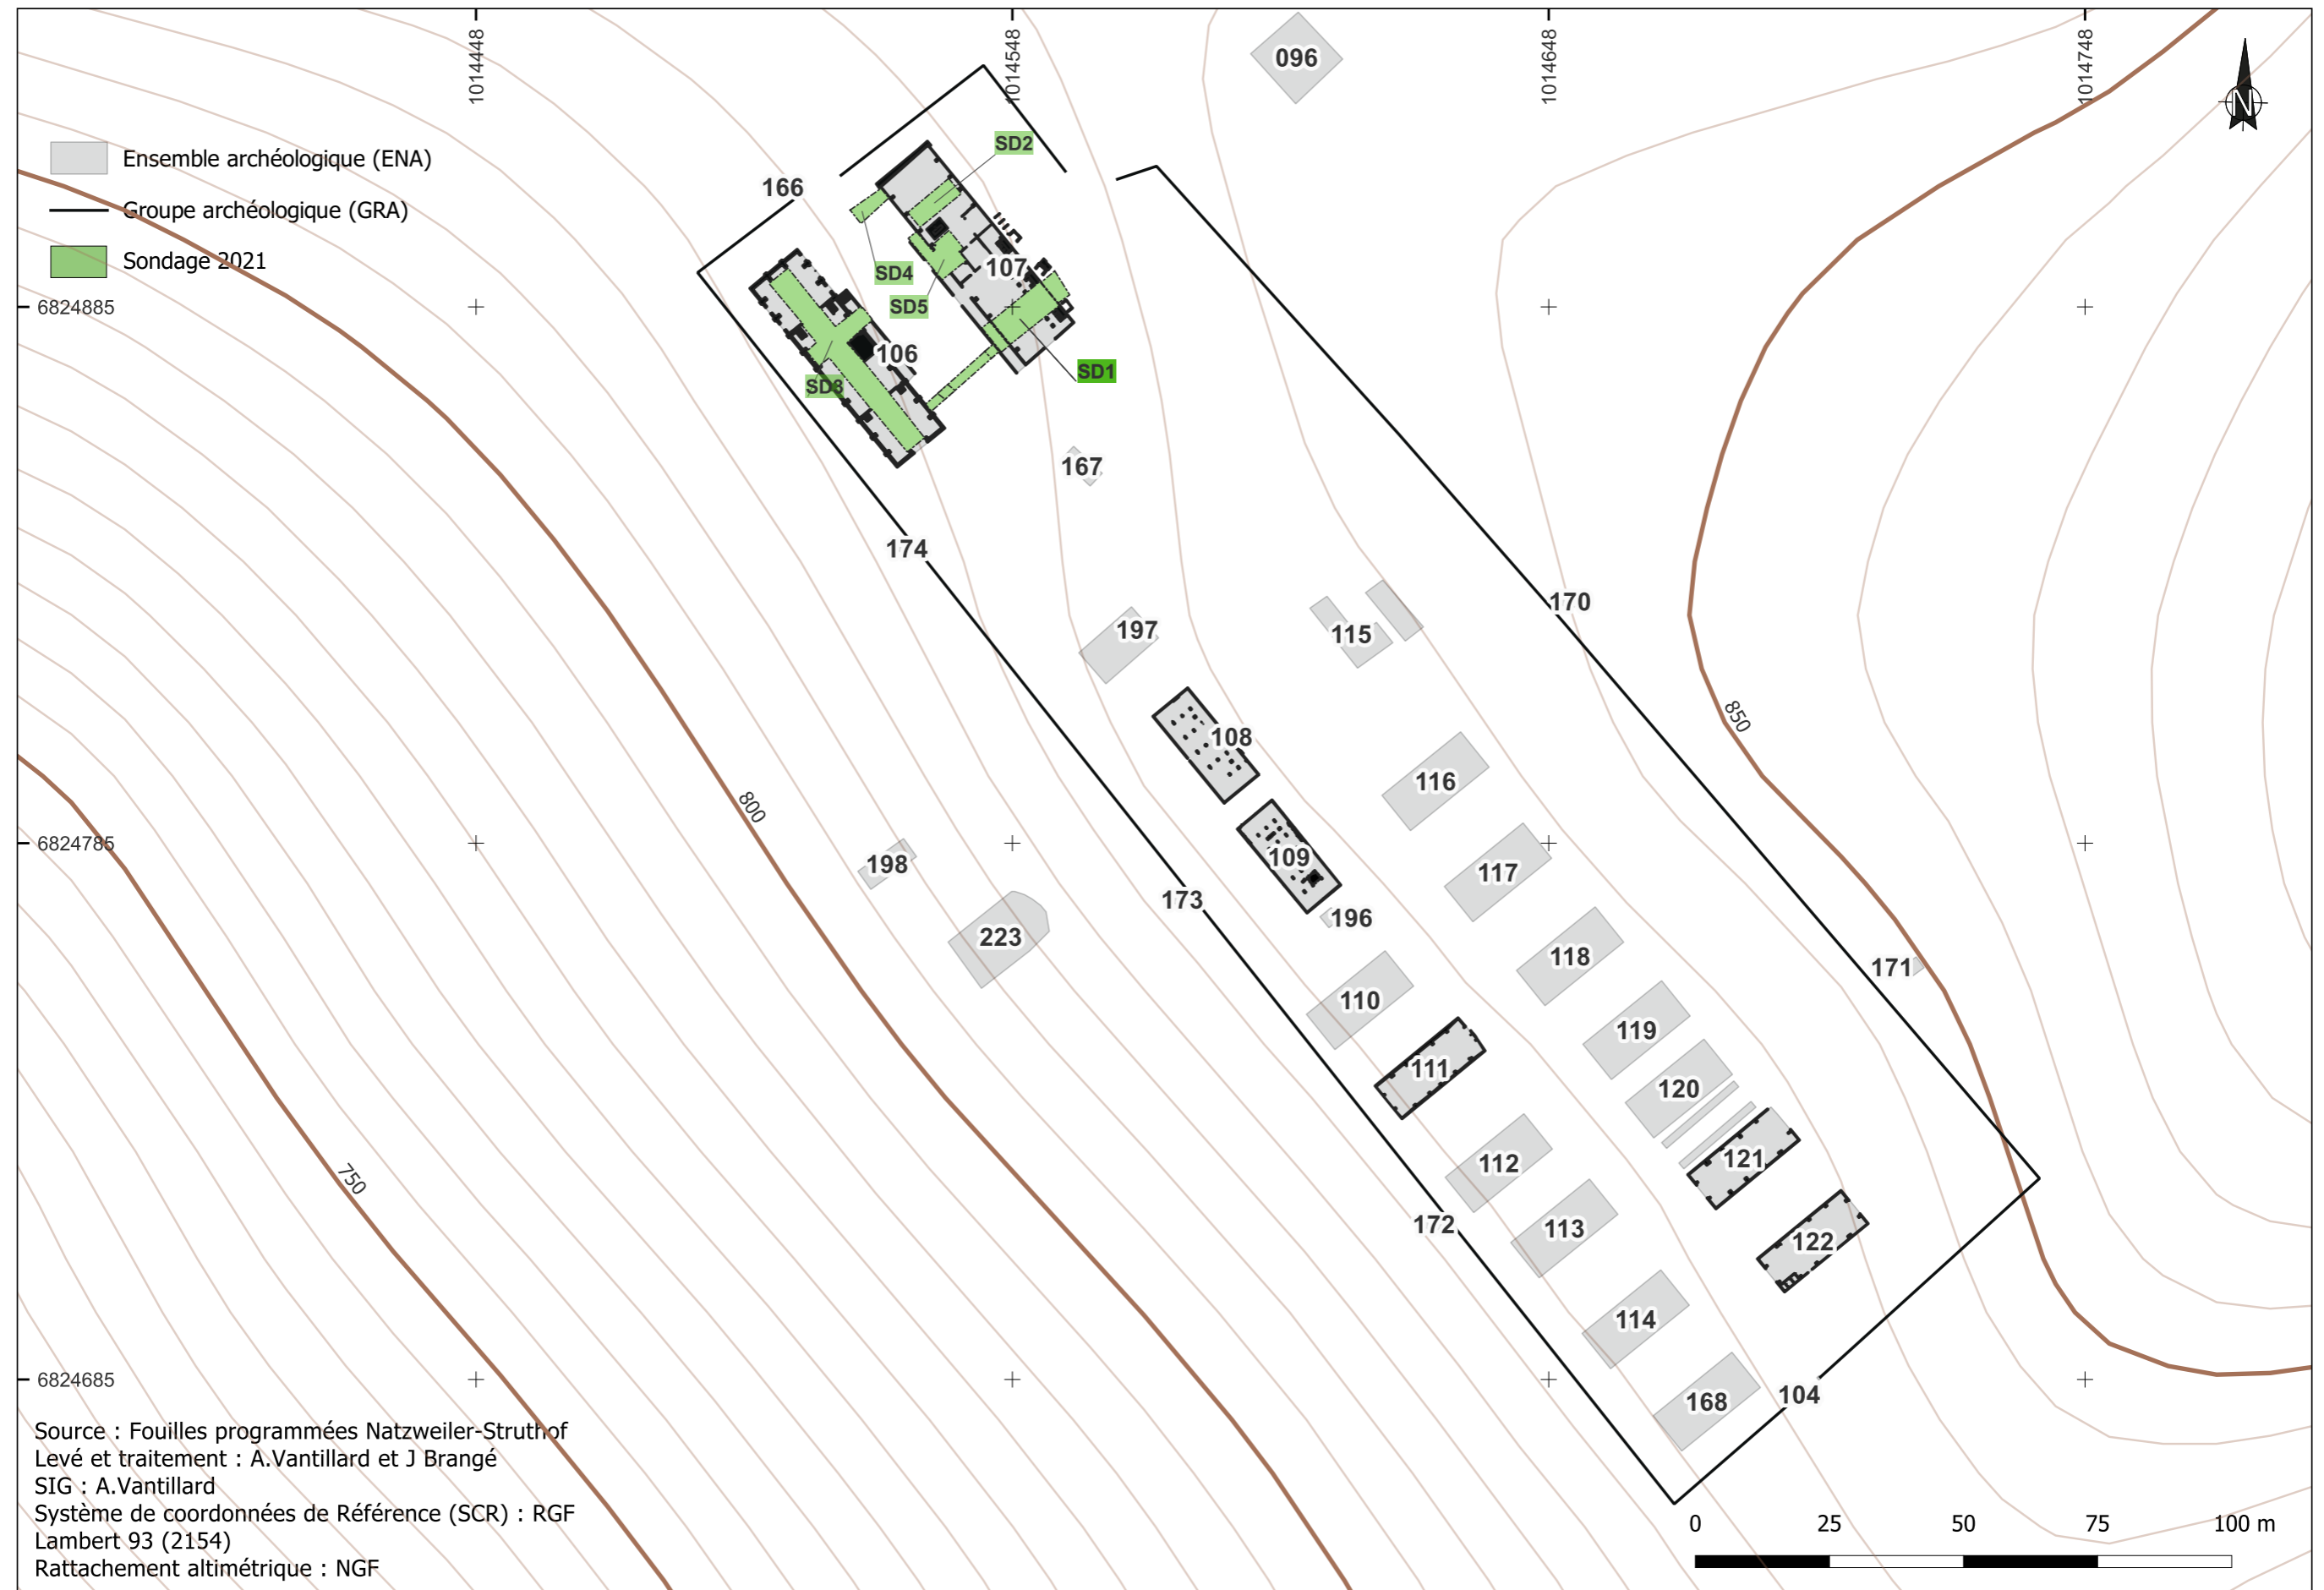 1014448
1014548
1014648
1014748
096
N
SD2
Ensemble archéologique (ENA)
166
Groupe archéologique (GRA)
Sondage 2021
SD4
107
SD5
6824885
106
SD1
SD3
167
174
170
197
115
850
108
116
800
6824785
109
198
117
173
196
223
118
171
110
119
111
120
121
112
750
172
113
122
114
6824685
104
168
Source : Fouilles programmées Natzweiler-Struthof
Levé et traitement : A.Vantillard et J Brangé
SIG : A.Vantillard
Système de coordonnées de Référence (SCR) : RGF
Lambert 93 (2154)
Rattachement altimétrique : NGF
0 25 50 75 100 m